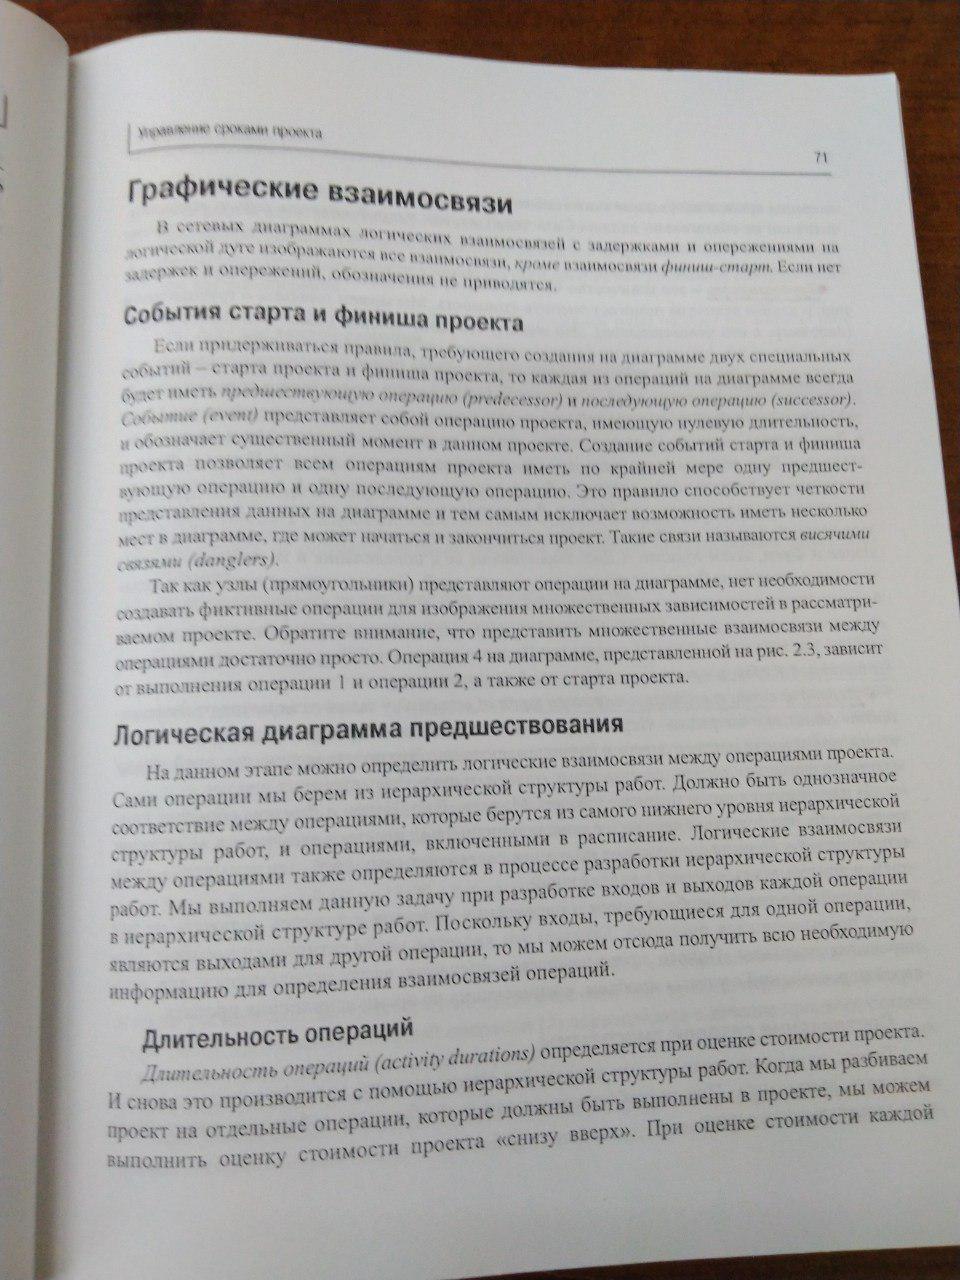 Управление сроками проекта
71
Графические взаимосвязи
В сетевых диаграммах логических взаимосвязей с задержками и опережениями на
логической дуге изображаются все взаимосвязи, кроме взаимосвязи финиш-старт. Если нет
задержек и опережений, обозначения не приводятся.
События старта и финиша проекта
Если придерживаться правила, требующего создания на диаграмме двух специальных
событий – старта проекта и финиша проекта, то каждая из операций на диаграмме всегда
будет иметь предшествующую операцию (predecessor) и последующую операцию (successor).
Событие (event) представляет собой операцию проекта, имеющую нулевую длительность,
и обозначает существенный момент в данном проекте. Создание событий старта и финиша
проекта позволяет всем операциям проекта иметь по крайней мере одну предшест-
вующую операцию и одну последующую операцию. Это правило способствует четкости
представления данных на диаграмме и тем самым исключает возможность иметь несколько
мест в диаграмме, где может начаться и закончиться проект. Такие связи называются висячими
связями (danglers).
Так как узлы (прямоугольники) представляют операции на диаграмме, нет необходимости
создавать фиктивные операции для изображения множественных зависимостей в рассматри-
ваемом проекте. Обратите внимание, что представить множественные взаимосвязи между
операциями достаточно просто. Операция 4 на диаграмме, представленной на рис. 2.3, зависит
от выполнения операции 1 и операции 2, а также от старта проекта.
Логическая диаграмма предшествования
На данном этапе можно определить логические взаимосвязи между операциями проекта.
Сами операции мы берем из иерархической структуры работ. Должно быть однозначное
соответствие между операциями, которые берутся из самого нижнего уровня иерархической
структуры работ, и операциями, включенными в расписание. Логические взаимосвязи
между операциями также определяются в процессе разработки иерархической структуры
работ. Мы выполняем данную задачу при разработке входов и выходов каждой операции
в иерархической структуре работ. Поскольку входы, требующиеся для одной операции,
являются выходами для другой операции, то мы можем отсюда получить всю необходимую
информацию для определения взаимосвязей операций.
Длительность операций
Длительность операций (activity durations) определяется при оценке стоимости проекта.
И снова это производится с помощью иерархической структуры работ. Когда мы разбиваем
проект на отдельные операции, которые должны быть выполнены в проекте, мы можем
выполнить оценку стоимости проекта «снизу вверх». При оценке стоимости каждой